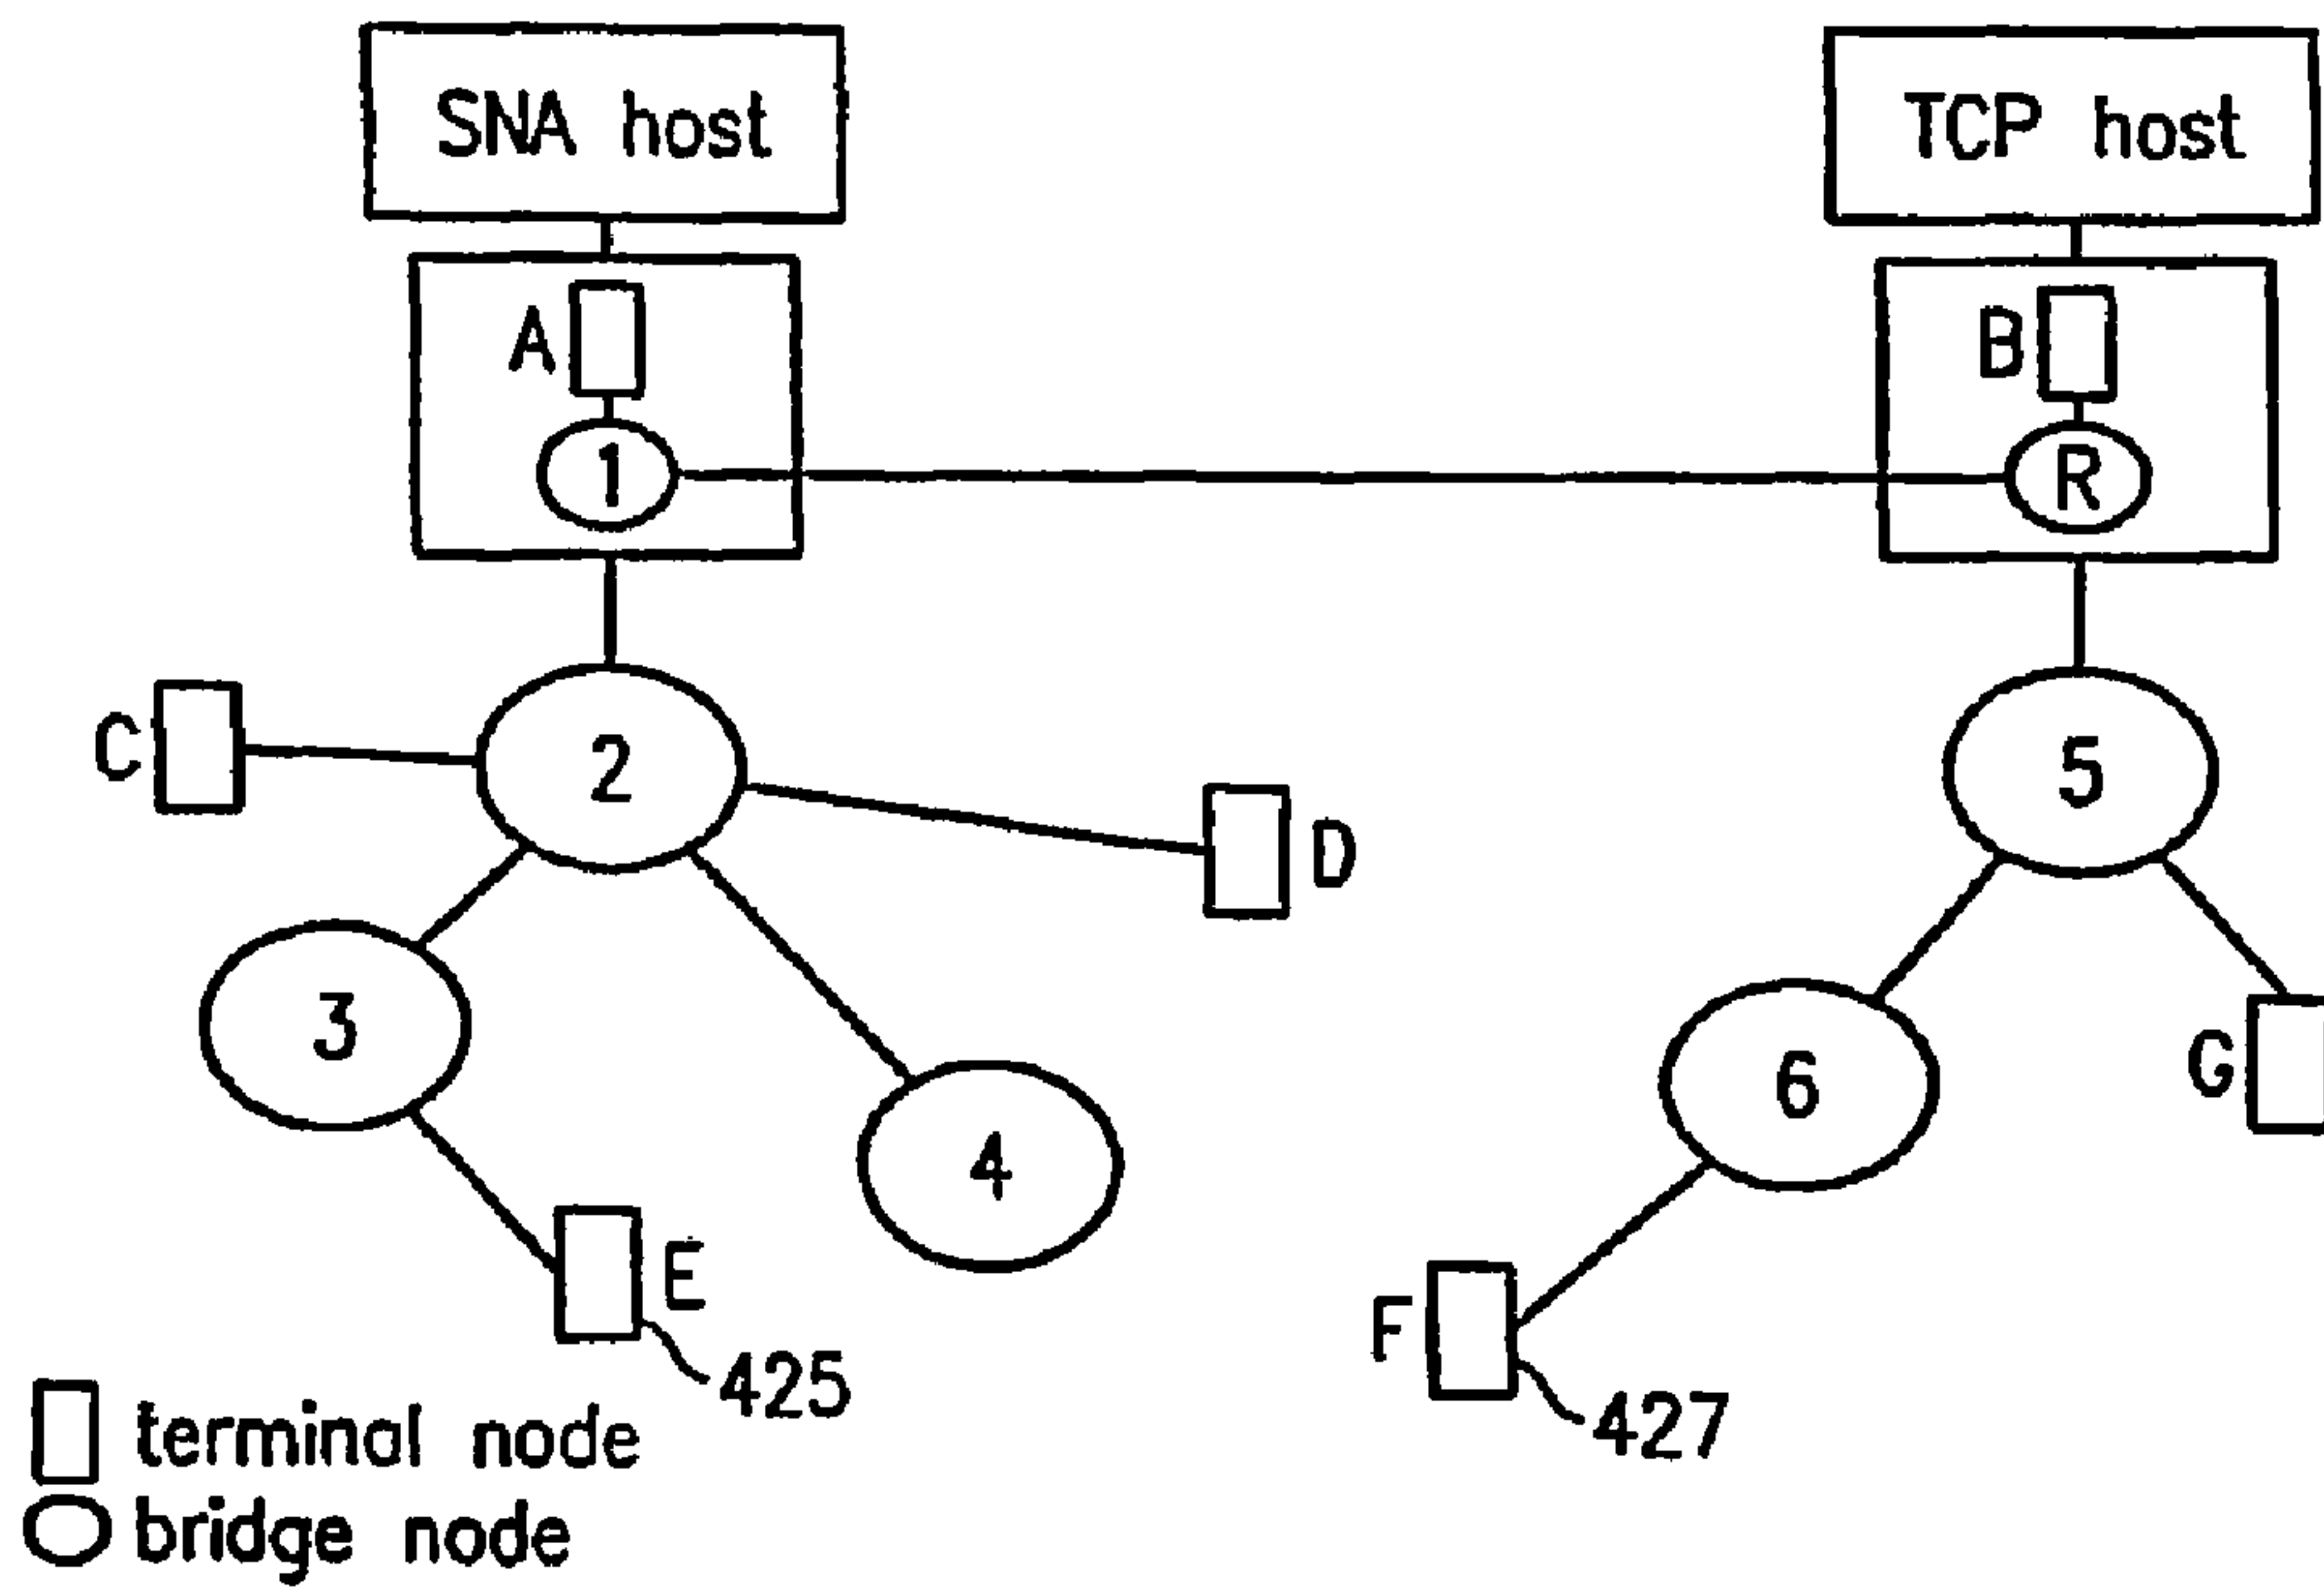 SNA host
TCP host
A
B
1
R
C
2
5
D
3
6
G
4
E
F
425
427
terminal node
bridge node